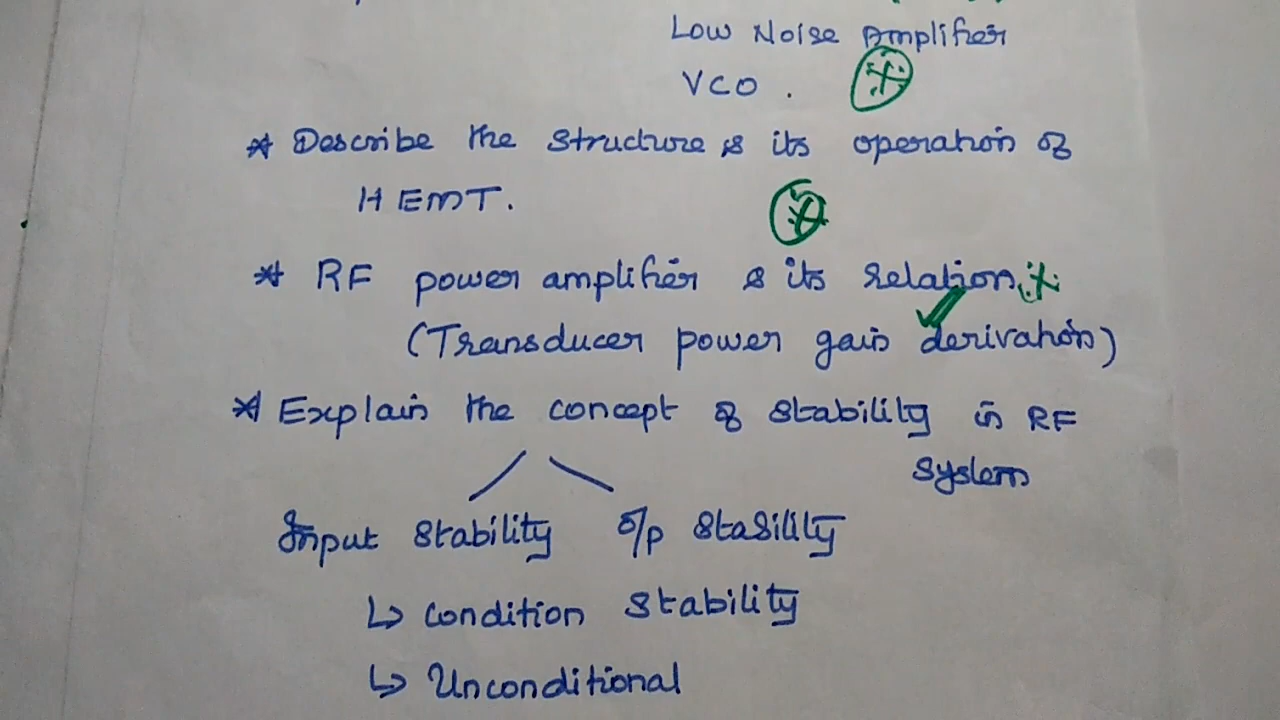 Low Noise Amplifier
VCO .
* Describe the structure & its operation of
HEMT.
* RF power amplifier & its relation
(Transducer power gain derivation)
* Explain the concept of stability in RF
system
Input stability o/p stability
↳ condition stability
↳ Unconditional